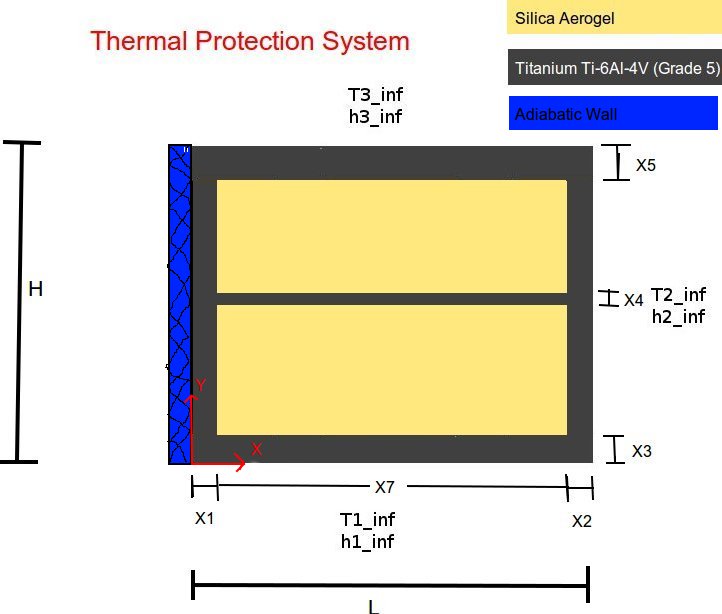 Silica Aerogel
Thermal Protection System
Titanium Ti-6Al-4V (Grade 5)
Adiabatic Wall
T3_inf
h3_inf
X5
H
X4
T2_inf
h2_inf
Y
X
X3
X7
X1
T1_inf
h1_inf
X2
L